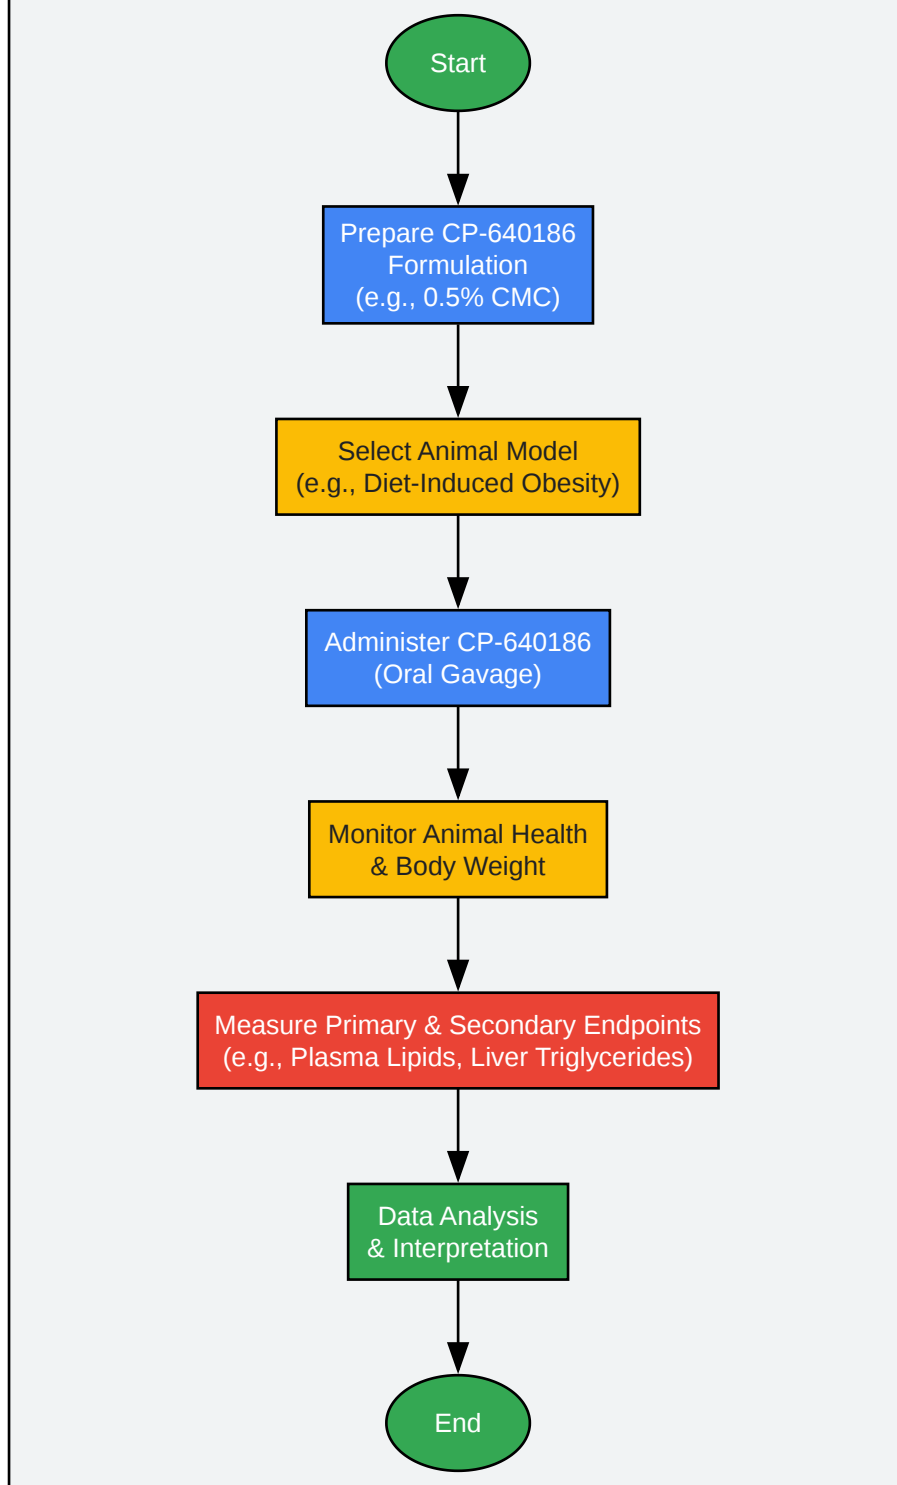 Start
Prepare CP-640186
Formulation
(e.g., 0.5% CMC)
Select Animal Model
(e.g., Diet-Induced Obesity)
Administer CP-640186
(Oral Gavage)
Monitor Animal Health
& Body Weight
Measure Primary & Secondary Endpoints
(e.g., Plasma Lipids, Liver Triglycerides)
Data Analysis
& Interpretation
End